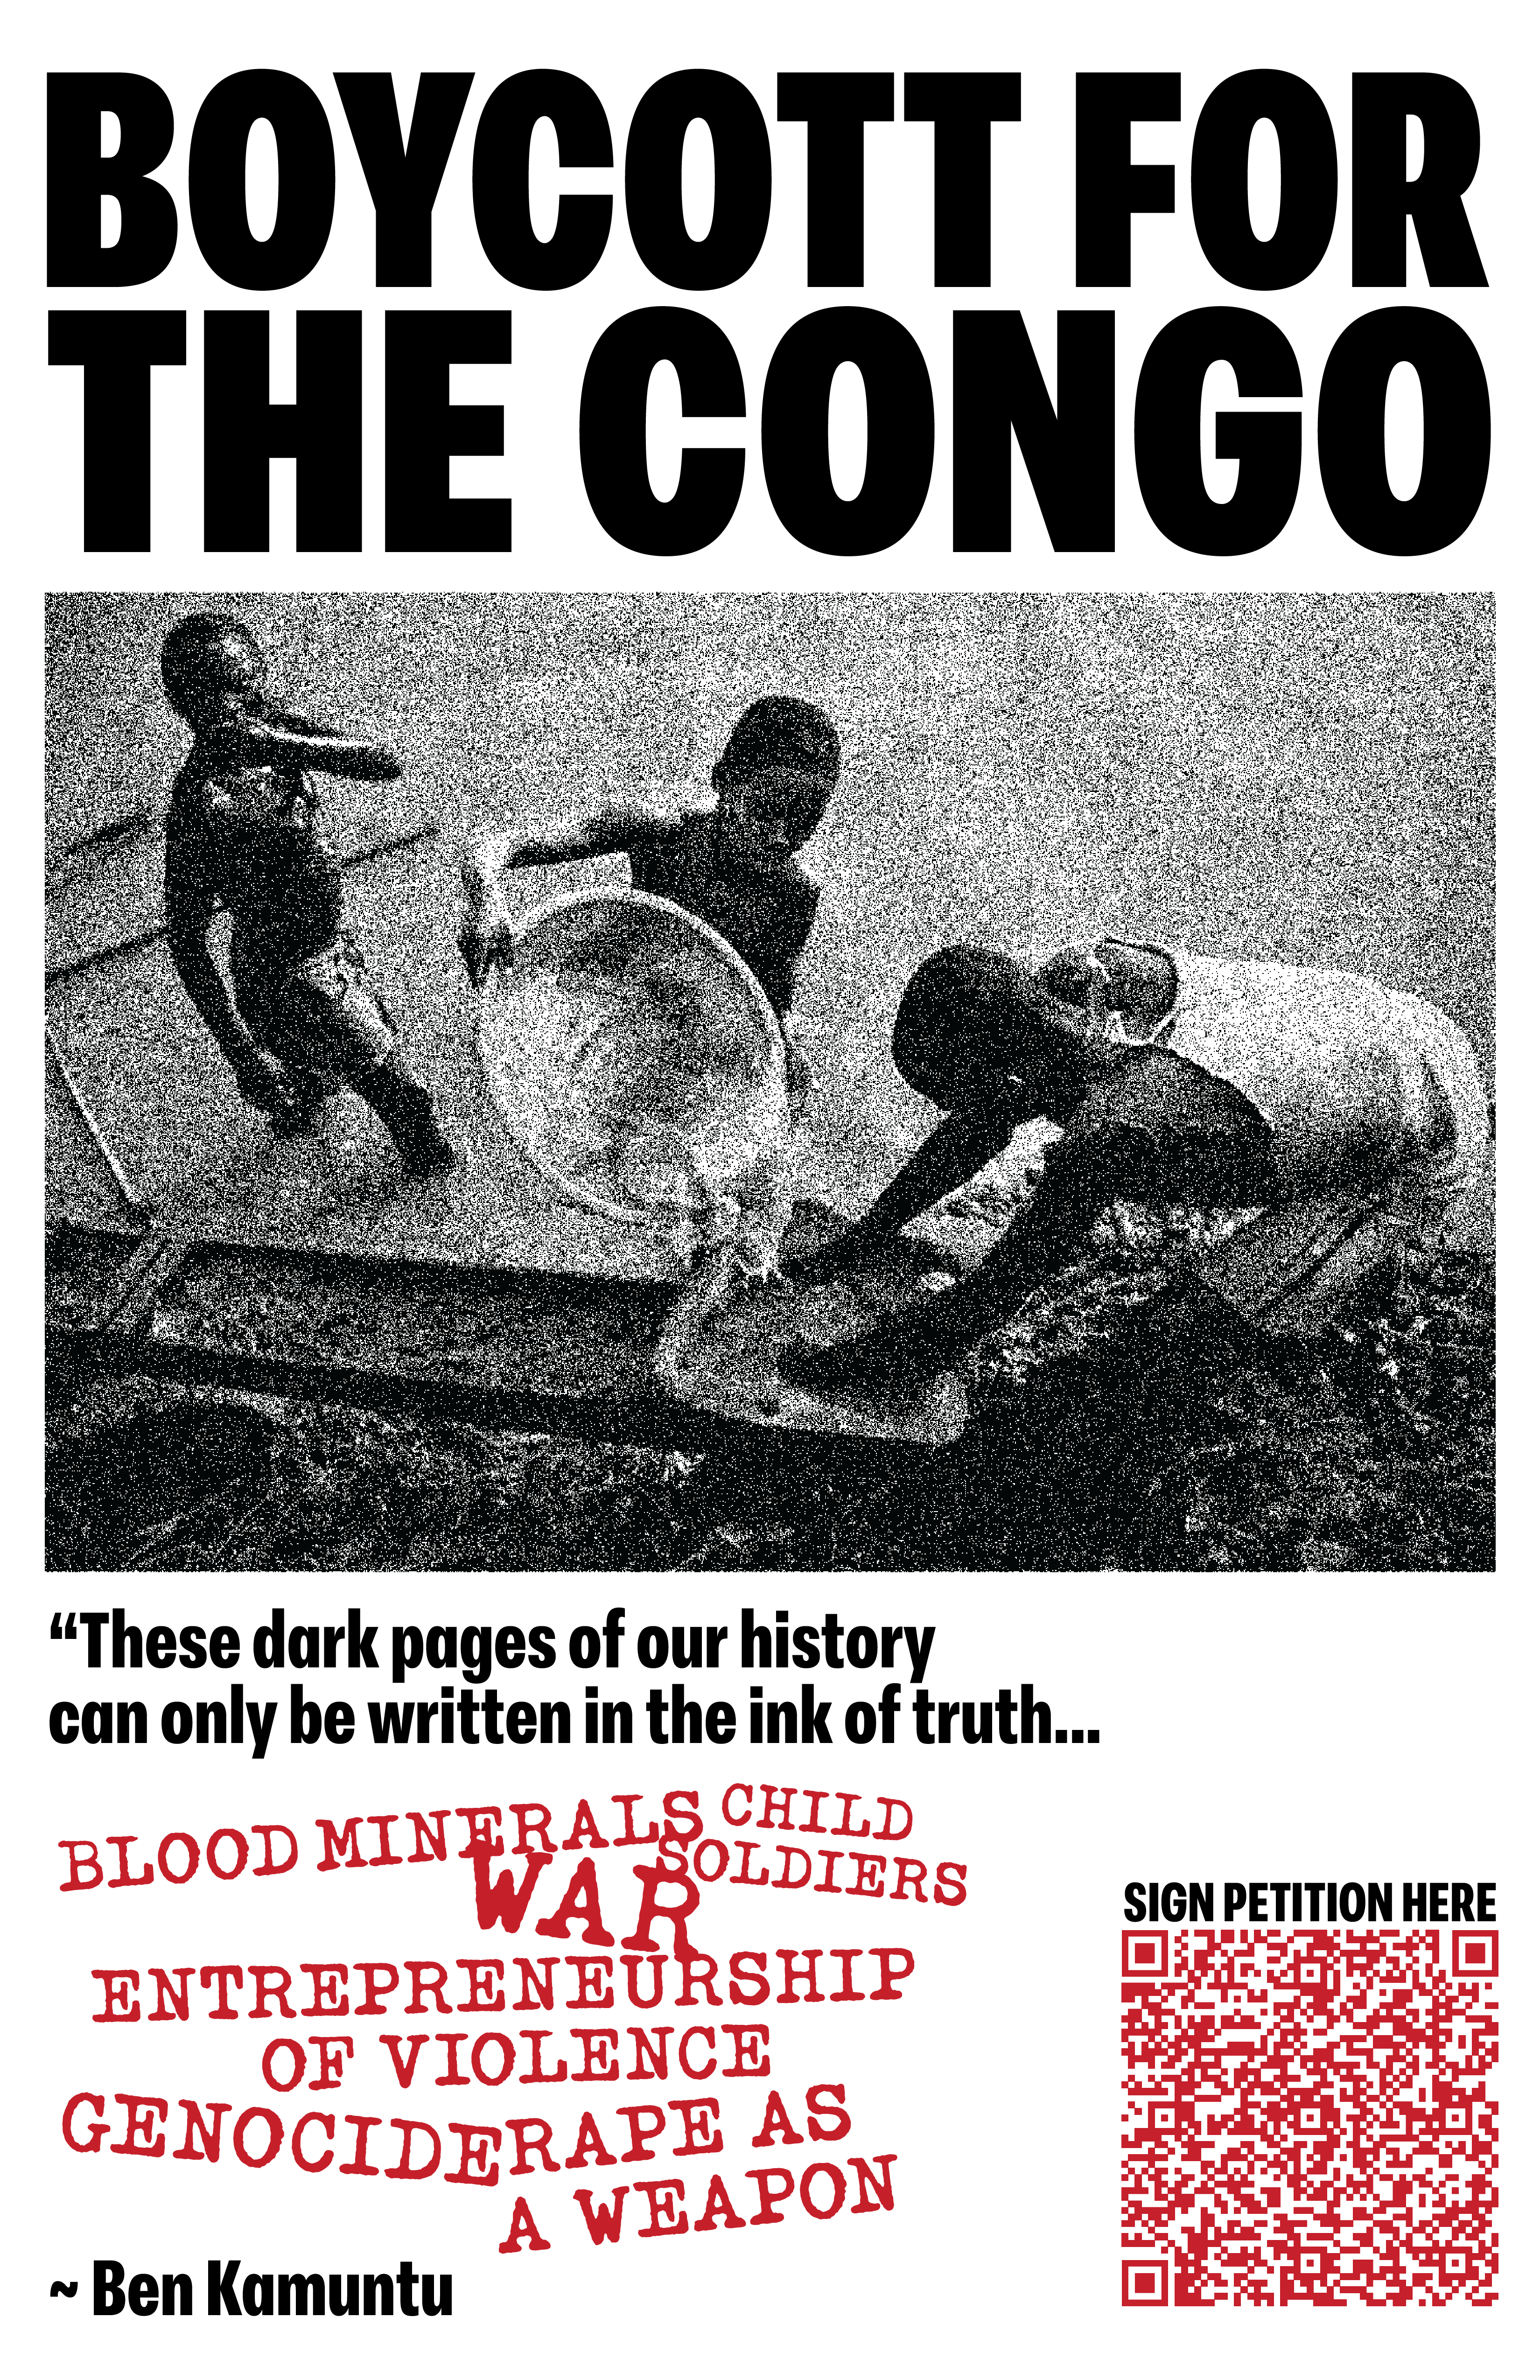 BOYCOTT FOR
THE CONGO
“These dark pages of our history
can only be written in the ink of truth...
BLOOD MINERALS
CHILD
SOLDIERS
WAR
ENTREPRENEURSHIP
OF VIOLENCE
GENOCIDE
RAPE AS
A WEAPON
~ Ben Kamuntu
SIGN PETITION HERE